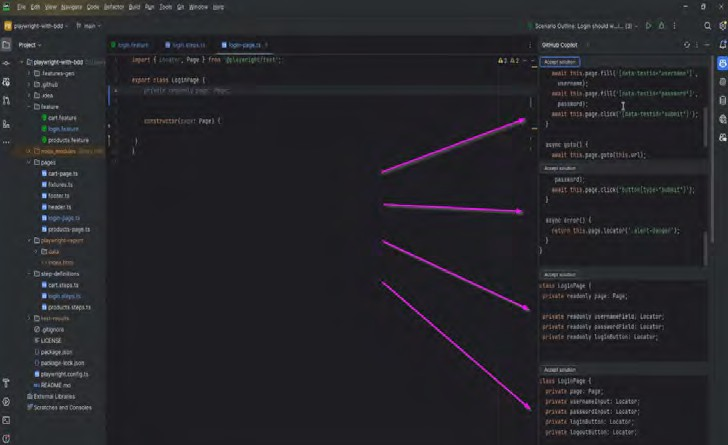 File Edit View Navigate Code Refactor Build Run Tools Git Window Help
playwright-with-bdd main Scenario Outline: Login should w... (3)
Project login.feature login.steps.ts login-page.ts GitHub Copilot
playwright-with-bdd
.features-gen
.github
.idea
feature
cart.feature
login.feature
products.feature
node_modules
pages
cart-page.ts
fixtures.ts
footer.ts
header.ts
login-page.ts
products-page.ts
playwright-report
data
index.html
step-definitions
cart.steps.ts
login.steps.ts
products.steps.ts
test-results
.gitignore
LICENSE
package.json
package-lock.json
playwright.config.ts
README.md
External Libraries
Scratches and Consoles
import { Locator, Page } from '@playwright/test';
export class LoginPage {
private readonly page: Page;
constructor(page: Page) {
}
}
Accept solution
await this.page.fill('[data-testid="username"]',
username);
await this.page.fill('[data-testid="password"]',
password);
await this.page.click('[data-testid="submit"]');
}
async goto() {
await this.page.goto(this.url);
Accept solution
password);
await this.page.click('button[type="submit"]');
}
async error() {
return this.page.locator('.alert-danger');
}
}
Accept solution
class LoginPage {
private readonly page: Page;
private readonly usernameField: Locator;
private readonly passwordField: Locator;
private readonly loginButton: Locator;
Accept solution
class LoginPage {
private page: Page;
private usernameInput: Locator;
private passwordInput: Locator;
private loginButton: Locator;
private logoutButton: Locator;